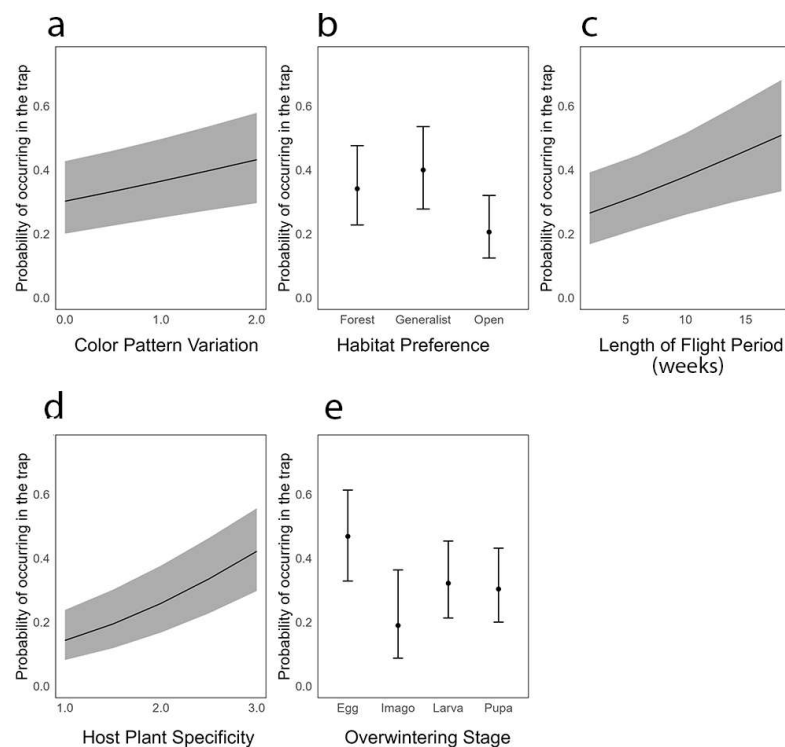 a
b
c
Probability of occurring in the trap
0.6
0.4
0.2
0.0
0.0 1.0 2.0
Color Pattern Variation
Probability of occurring in the trap
0.6
0.4
0.2
0.0
Forest Generalist Open
Habitat Preference
Probability of occurring in the trap
0.6
0.4
0.2
0.0
5 10 15
Length of Flight Period
(weeks)
d
e
Probability of occurring in the trap
0.6
0.4
0.2
0.0
1.0 2.0 3.0
Host Plant Specificity
Probability of occurring in the trap
0.6
0.4
0.2
0.0
Egg Imago Larva Pupa
Overwintering Stage